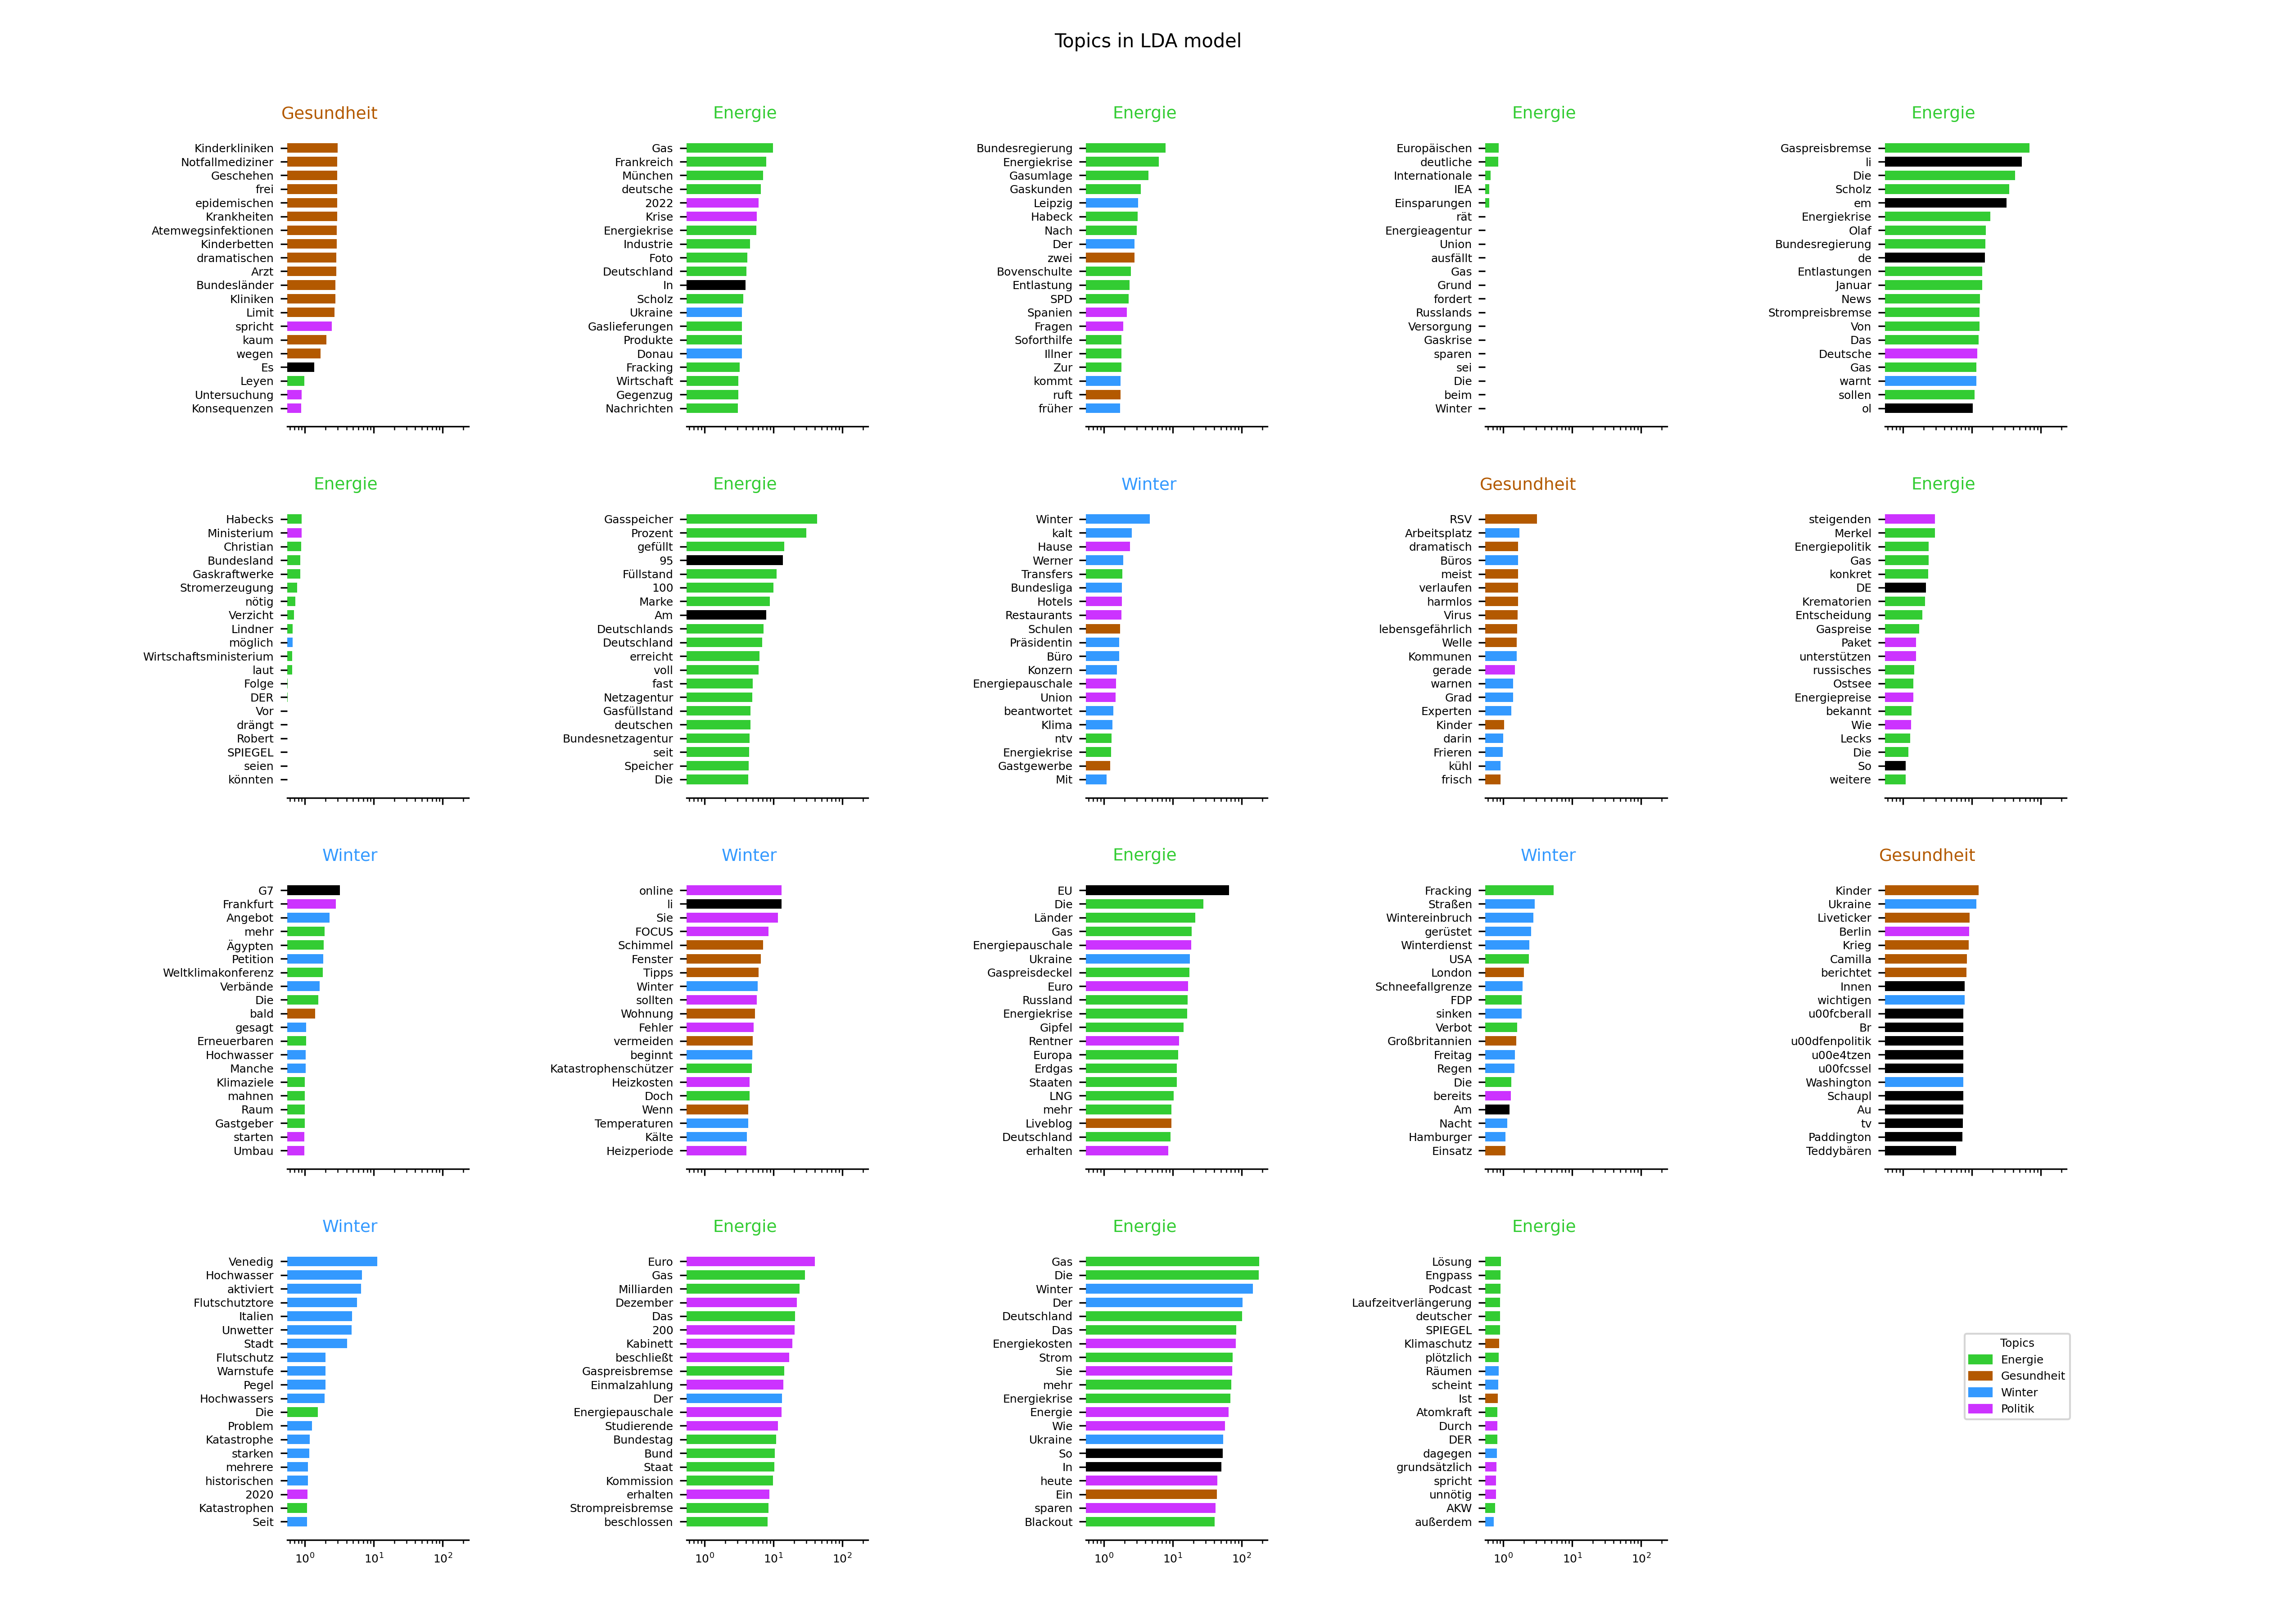 Topics in LDA model
Gesundheit
Kinderkliniken
Notfallmediziner
Geschehen
frei
epidemischen
Krankheiten
Atemwegsinfektionen
Kinderbetten
dramatischen
Arzt
Bundesländer
Kliniken
Limit
spricht
kaum
wegen
Es
Leyen
Untersuchung
Konsequenzen
Energie
Gas
Frankreich
München
deutsche
2022
Krise
Energiekrise
Industrie
Foto
Deutschland
In
Scholz
Ukraine
Gaslieferungen
Produkte
Donau
Fracking
Wirtschaft
Gegenzug
Nachrichten
Energie
Bundesregierung
Energiekrise
Gasumlage
Gaskunden
Leipzig
Habeck
Nach
Der
zwei
Bovenschulte
Entlastung
SPD
Spanien
Fragen
Soforthilfe
Illner
Zur
kommt
ruft
früher
Energie
Europäischen
deutliche
Internationale
IEA
Einsparungen
rät
Energieagentur
Union
ausfällt
Gas
Grund
fordert
Russlands
Versorgung
Gaskrise
sparen
sei
Die
beim
Winter
Energie
Gaspreisbremse
li
Die
Scholz
em
Energiekrise
Olaf
Bundesregierung
de
Entlastungen
Januar
News
Strompreisbremse
Von
Das
Deutsche
Gas
warnt
sollen
ol
Energie
Habecks
Ministerium
Christian
Bundesland
Gaskraftwerke
Stromerzeugung
nötig
Verzicht
Lindner
möglich
Wirtschaftsministerium
laut
Folge
DER
Vor
drängt
Robert
SPIEGEL
seien
könnten
Energie
Gasspeicher
Prozent
gefüllt
95
Füllstand
100
Marke
Am
Deutschlands
Deutschland
erreicht
voll
fast
Netzagentur
Gasfüllstand
deutschen
Bundesnetzagentur
seit
Speicher
Die
Winter
Winter
kalt
Hause
Werner
Transfers
Bundesliga
Hotels
Restaurants
Schulen
Präsidentin
Büro
Konzern
Energiepauschale
Union
beantwortet
Klima
ntv
Energiekrise
Gastgewerbe
Mit
Gesundheit
RSV
Arbeitsplatz
dramatisch
Büros
meist
verlaufen
harmlos
Virus
lebensgefährlich
Welle
Kommunen
gerade
warnen
Grad
Experten
Kinder
darin
Frieren
kühl
frisch
Energie
steigenden
Merkel
Energiepolitik
Gas
konkret
DE
Krematorien
Entscheidung
Gaspreise
Paket
unterstützen
russisches
Ostsee
Energiepreise
bekannt
Wie
Lecks
Die
So
weitere
Winter
G7
Frankfurt
Angebot
mehr
Ägypten
Petition
Weltklimakonferenz
Verbände
Die
bald
gesagt
Erneuerbaren
Hochwasser
Manche
Klimaziele
mahnen
Raum
Gastgeber
starten
Umbau
Winter
online
li
Sie
FOCUS
Schimmel
Fenster
Tipps
Winter
sollten
Wohnung
Fehler
vermeiden
beginnt
Katastrophenschützer
Heizkosten
Doch
Wenn
Temperaturen
Kälte
Heizperiode
Energie
EU
Die
Länder
Gas
Energiepauschale
Ukraine
Gaspreisdeckel
Euro
Russland
Energiekrise
Gipfel
Rentner
Europa
Erdgas
Staaten
LNG
mehr
Liveblog
Deutschland
erhalten
Winter
Fracking
Straßen
Wintereinbruch
gerüstet
Winterdienst
USA
London
Schneefallgrenze
FDP
sinken
Verbot
Großbritannien
Freitag
Regen
Die
bereits
Am
Nacht
Hamburger
Einsatz
Gesundheit
Kinder
Ukraine
Liveticker
Berlin
Krieg
Camilla
berichtet
Innen
wichtigen
u00fcberall
Br
u00dfenpolitik
u00e4tzen
u00fcssel
Washington
Schaupl
Au
tv
Paddington
Teddybären
Winter
Venedig
Hochwasser
aktiviert
Flutschutztore
Italien
Unwetter
Stadt
Flutschutz
Warnstufe
Pegel
Hochwassers
Die
Problem
Katastrophe
starken
mehrere
historischen
2020
Katastrophen
Seit
10⁰ 10¹ 10²
Energie
Euro
Gas
Milliarden
Dezember
Das
200
Kabinett
beschließt
Gaspreisbremse
Einmalzahlung
Der
Energiepauschale
Studierende
Bundestag
Bund
Staat
Kommission
erhalten
Strompreisbremse
beschlossen
10⁰ 10¹ 10²
Energie
Gas
Die
Winter
Der
Deutschland
Das
Energiekosten
Strom
Sie
mehr
Energiekrise
Energie
Wie
Ukraine
So
In
heute
Ein
sparen
Blackout
10⁰ 10¹ 10²
Energie
Lösung
Engpass
Podcast
Laufzeitverlängerung
deutscher
SPIEGEL
Klimaschutz
plötzlich
Räumen
scheint
Ist
Atomkraft
Durch
DER
dagegen
grundsätzlich
spricht
unnötig
AKW
außerdem
10⁰ 10¹ 10²
Topics
Energie
Gesundheit
Winter
Politik